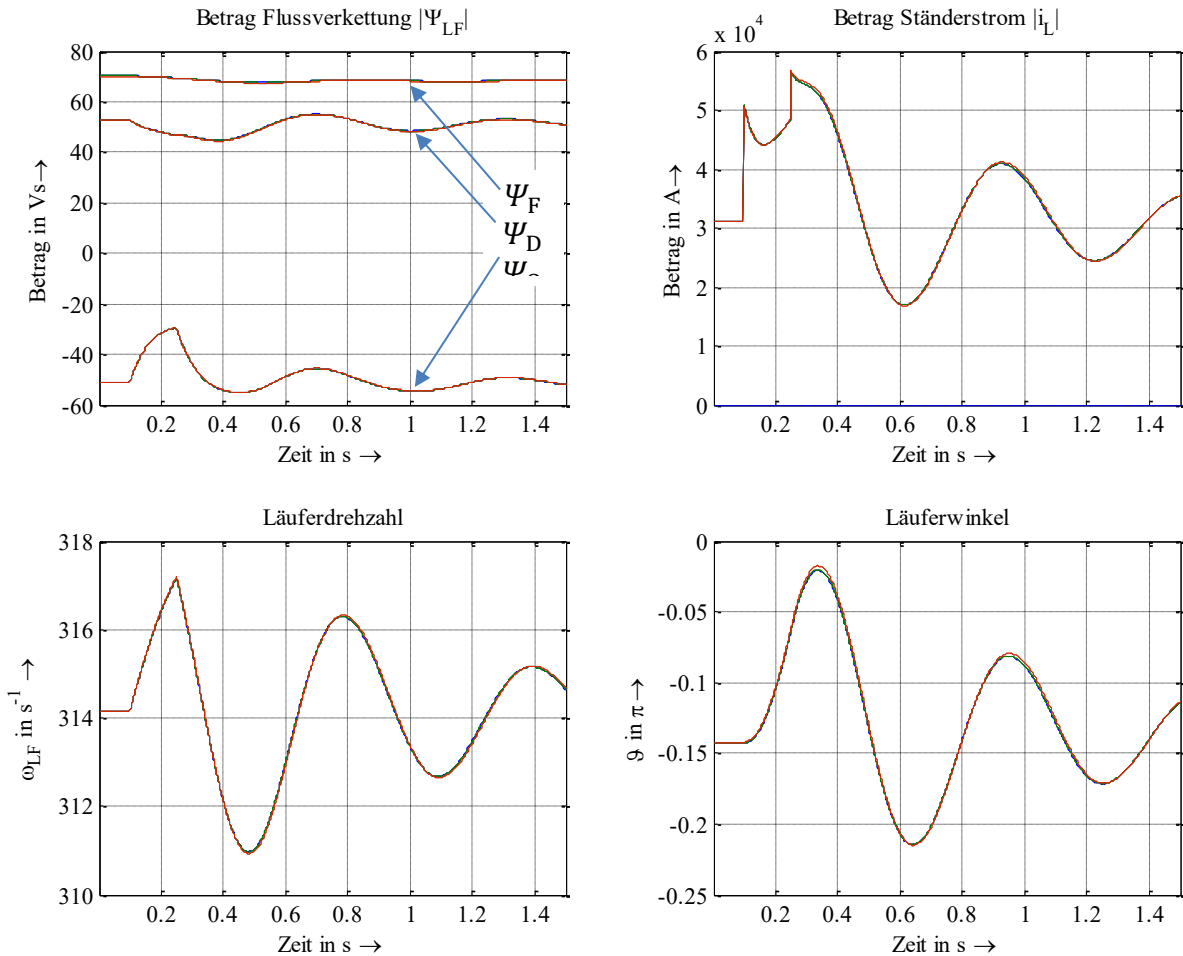 Betrag Flussverkettung |Ψ_LF|
80
60
40
20
0
-20
-40
-60
Betrag in Vs→
Ψ_F
Ψ_D
0.2 0.4 0.6 0.8 1 1.2 1.4
Zeit in s →
Betrag Ständerstrom |i_L|
x 10^4
6
5
4
3
2
1
0
Betrag in A→
0.2 0.4 0.6 0.8 1 1.2 1.4
Zeit in s →
Läuferdrehzahl
318
316
314
312
310
ω_LF in s^-1 →
0.2 0.4 0.6 0.8 1 1.2 1.4
Zeit in s →
Läuferwinkel
0
-0.05
-0.1
-0.15
-0.2
-0.25
ϑ in π →
0.2 0.4 0.6 0.8 1 1.2 1.4
Zeit in s →